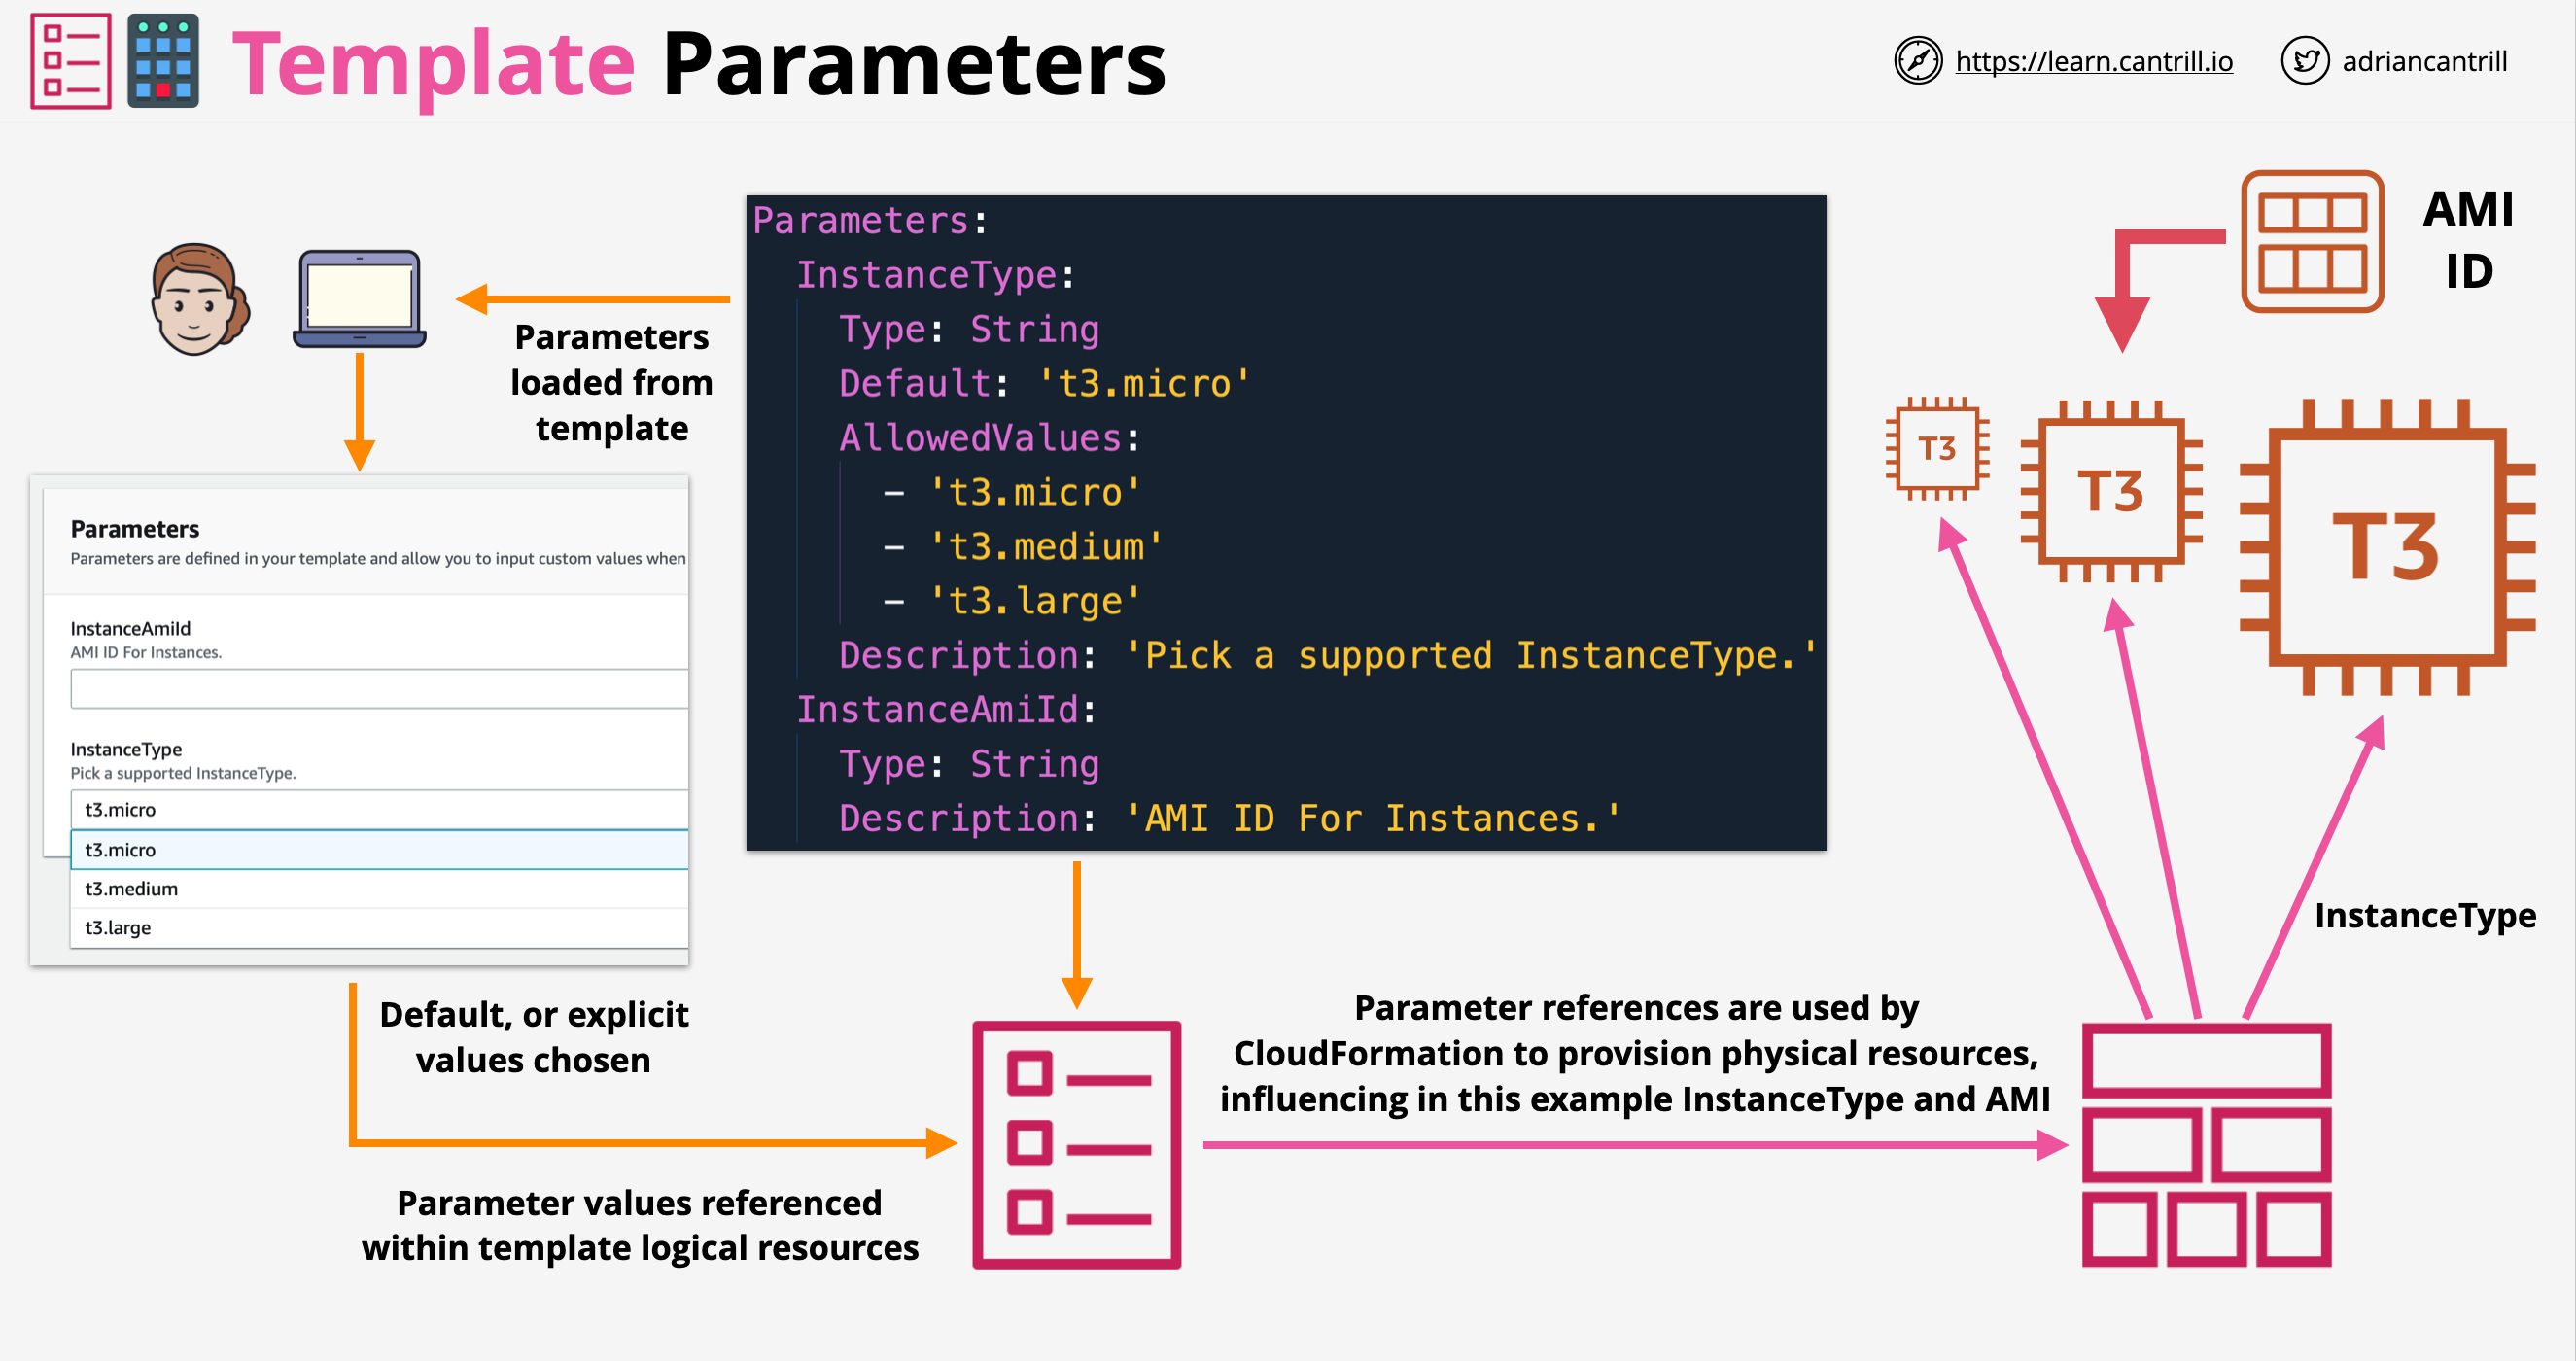 Template Parameters
https://learn.cantrill.io
adriancantrill
Parameters:
InstanceType:
Type: String
Default: 't3.micro'
AllowedValues:
- 't3.micro'
- 't3.medium'
- 't3.large'
Description: 'Pick a supported InstanceType.'
InstanceAmiId:
Type: String
Description: 'AMI ID For Instances.'
Parameters
loaded from
template
Parameters
Parameters are defined in your template and allow you to input custom values when
InstanceAmiId
AMI ID For Instances.
InstanceType
Pick a supported InstanceType.
t3.micro
t3.micro
t3.medium
t3.large
Default, or explicit
values chosen
Parameter values referenced
within template logical resources
Parameter references are used by
CloudFormation to provision physical resources,
influencing in this example InstanceType and AMI
AMI
ID
T3
T3
T3
InstanceType